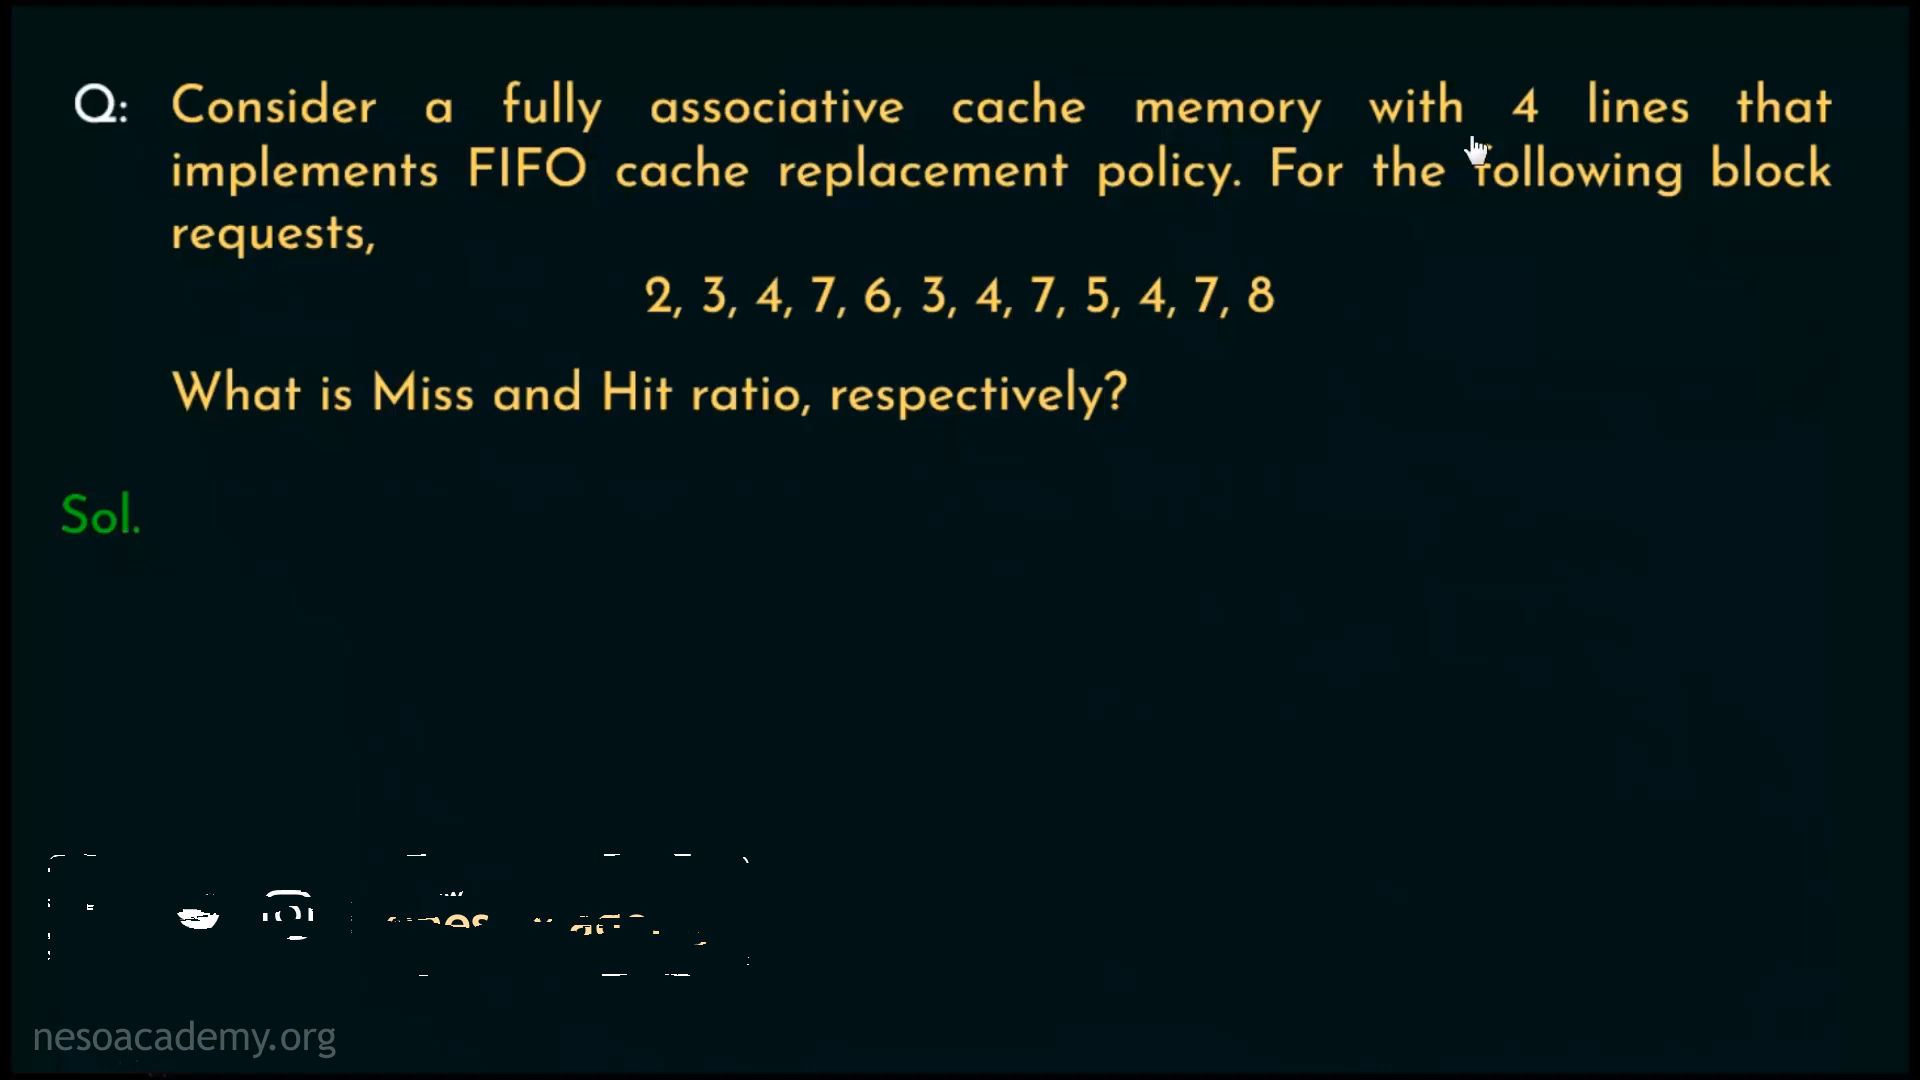 Q: Consider a fully associative cache memory with 4 lines that
implements FIFO cache replacement policy. For the following block
requests,
2, 3, 4, 7, 6, 3, 4, 7, 5, 4, 7, 8
What is Miss and Hit ratio, respectively?
Sol.
nesoacademy.org